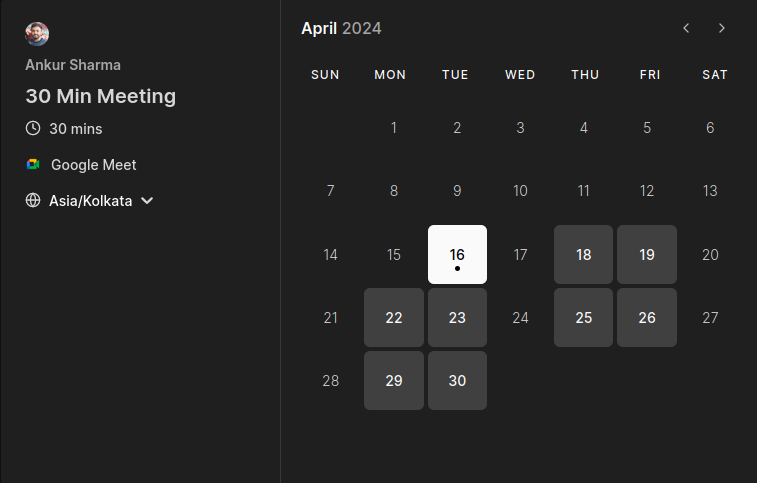 Ankur Sharma
30 Min Meeting
30 mins
Google Meet
Asia/Kolkata
April 2024
SUN MON TUE WED THU FRI SAT
1 2 3 4 5 6
7 8 9 10 11 12 13
14 15 16 17 18 19 20
21 22 23 24 25 26 27
28 29 30